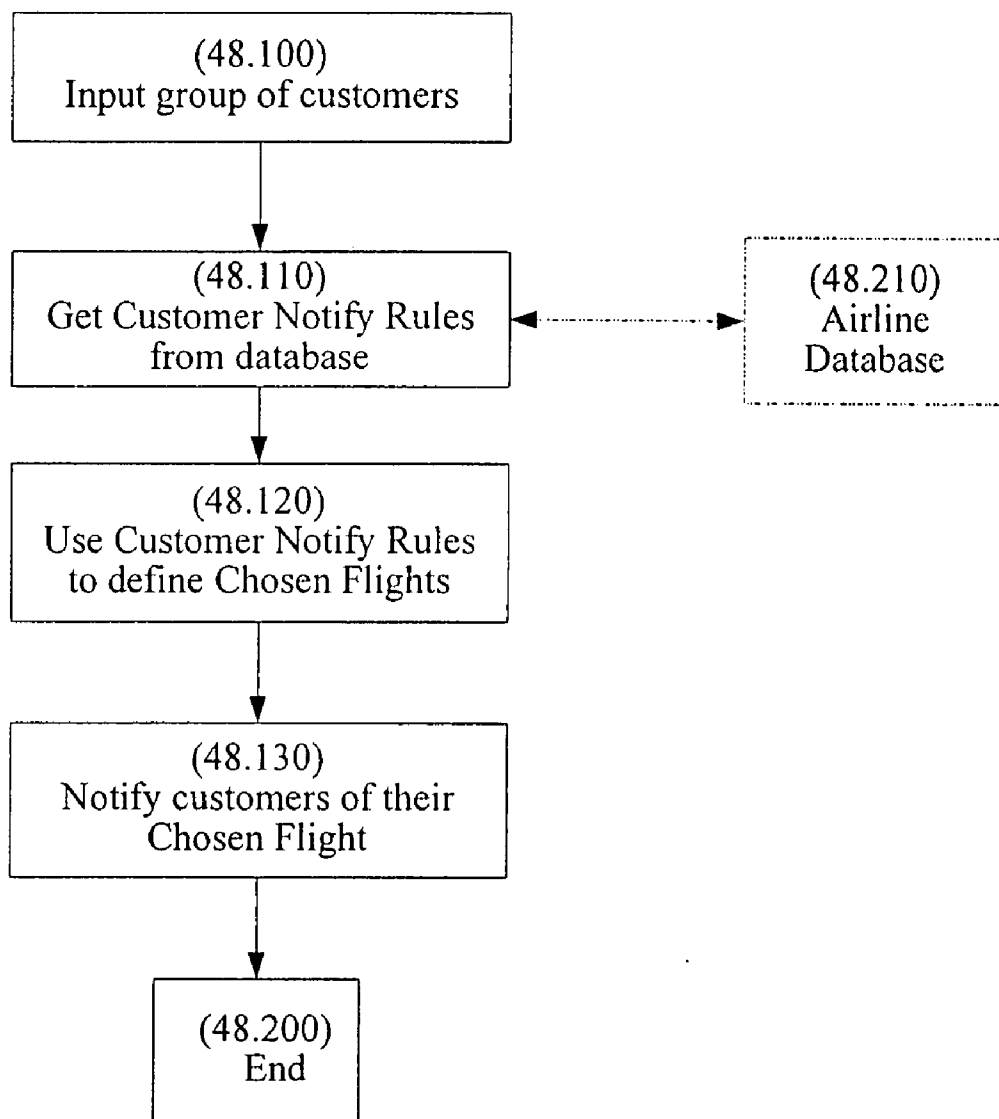 (48.100)
Input group of customers
(48.110)
Get Customer Notify Rules
from database
(48.210)
Airline
Database
(48.120)
Use Customer Notify Rules
to define Chosen Flights
(48.130)
Notify customers of their
Chosen Flight
(48.200)
End